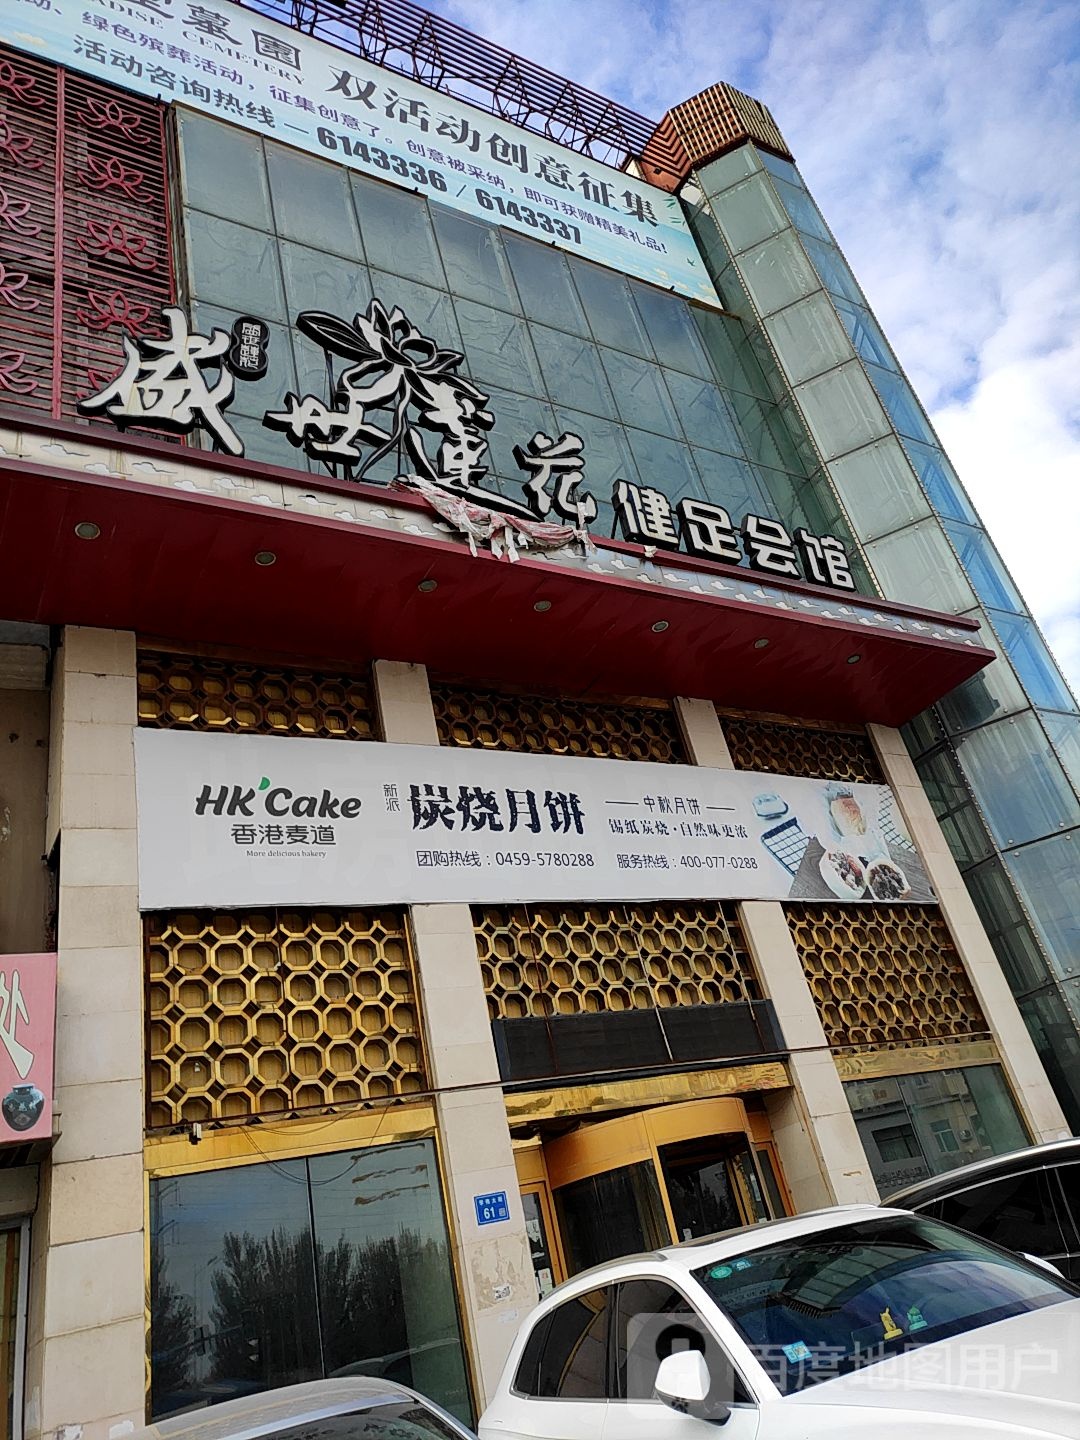 墓园
CEMETERY
双活动创意征集
绿色殡葬活动，征集创意了。创意被采纳，即可获赠精美礼品！
活动咨询热线 — 6143336 / 6143337
盛世莲花健足会馆
HK'Cake
香港麦道
More delicious bakery
新派
炭烧月饼
中秋月饼
锡纸炭烧·自然味更浓
团购热线：0459-5780288
服务热线：400-077-0288
处
61
百度地图用户